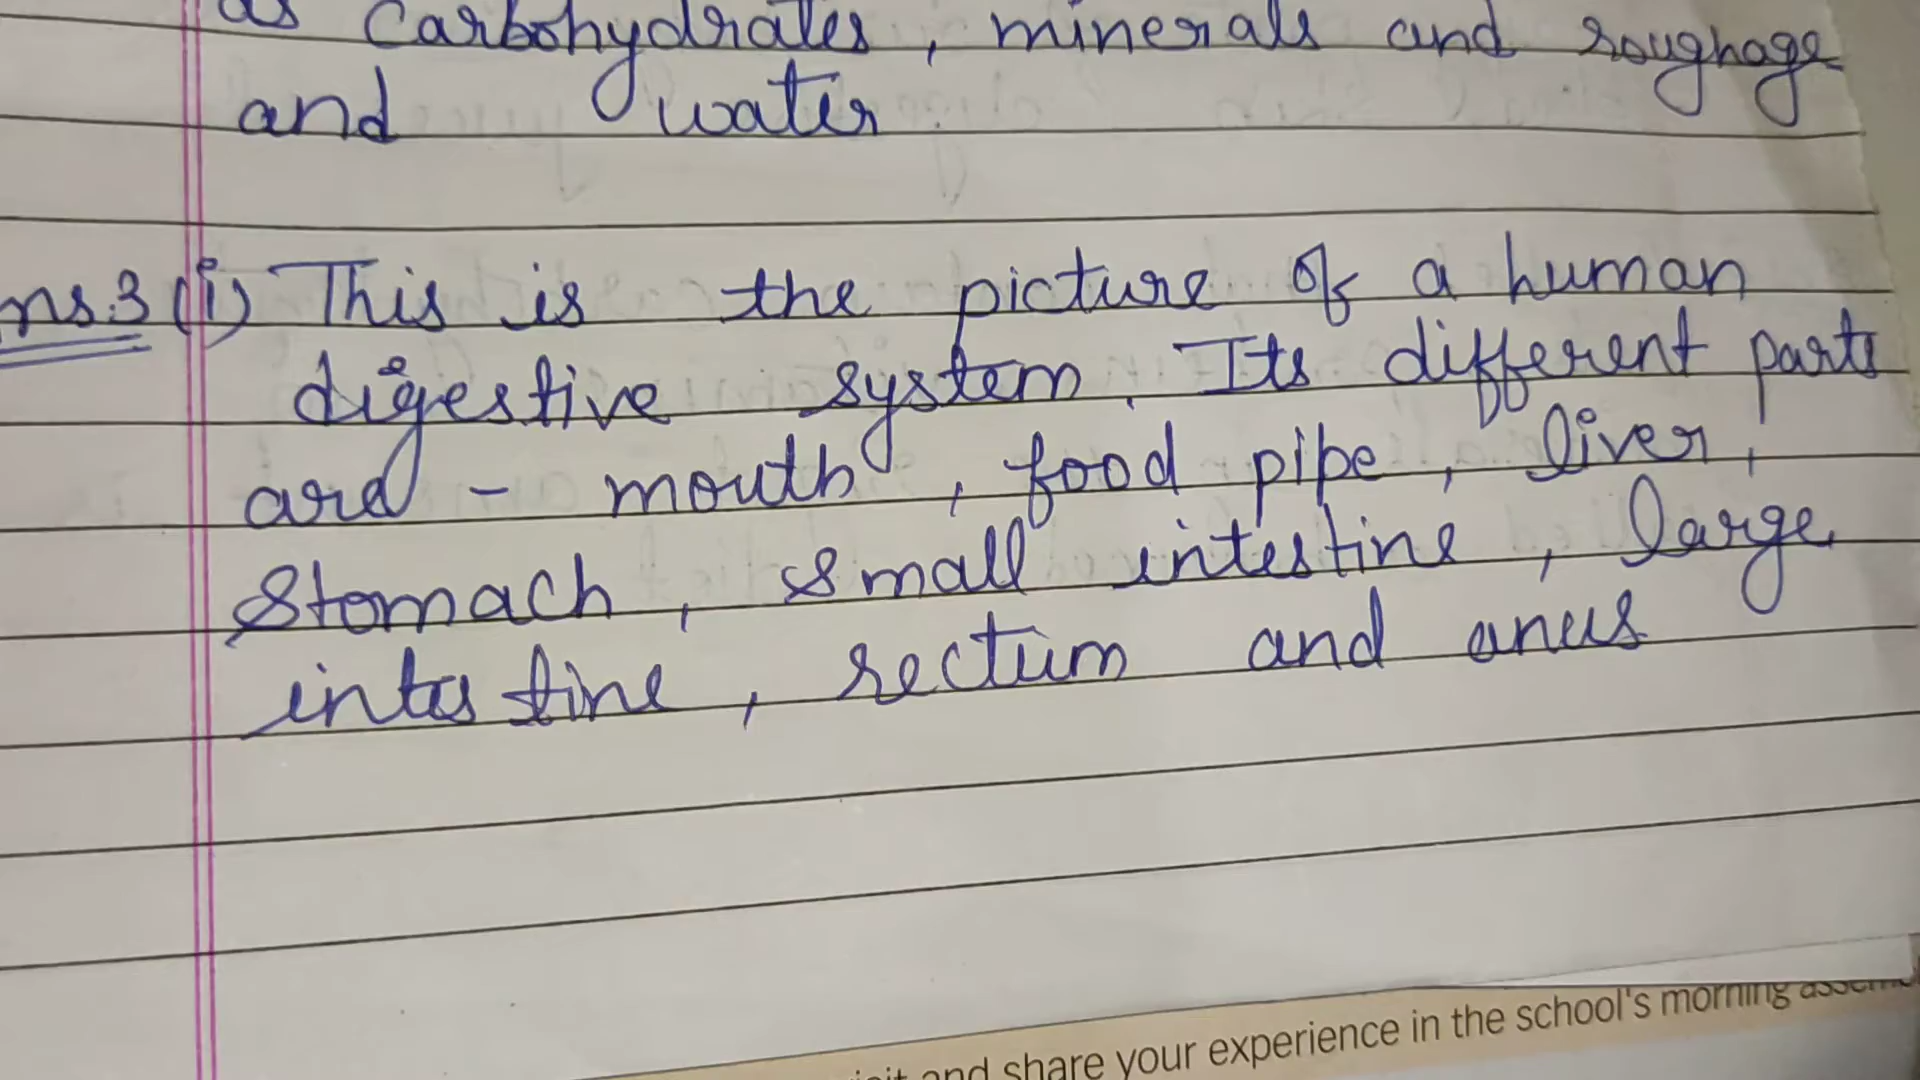 as carbohydrates, minerals and roughage
and water.
ns.3 (i) This is the picture of a human
digestive system. Its different parts
are - mouth, food pipe, liver,
stomach, small intestine, large
intestine, rectum and anus
and share your experience in the school's morning